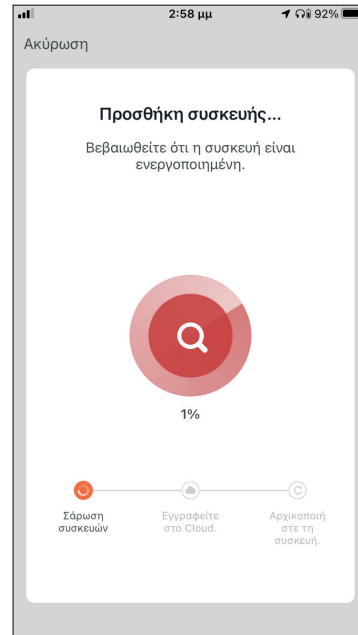 2:58 μμ
92%
Ακύρωση
Προσθήκη συσκευής...
Βεβαιωθείτε ότι η συσκευή είναι
ενεργοποιημένη.
1%
Σάρωση
συσκευών
Εγγραφείτε
στο Cloud.
Αρχικοποιή
στε τη
συσκευή.